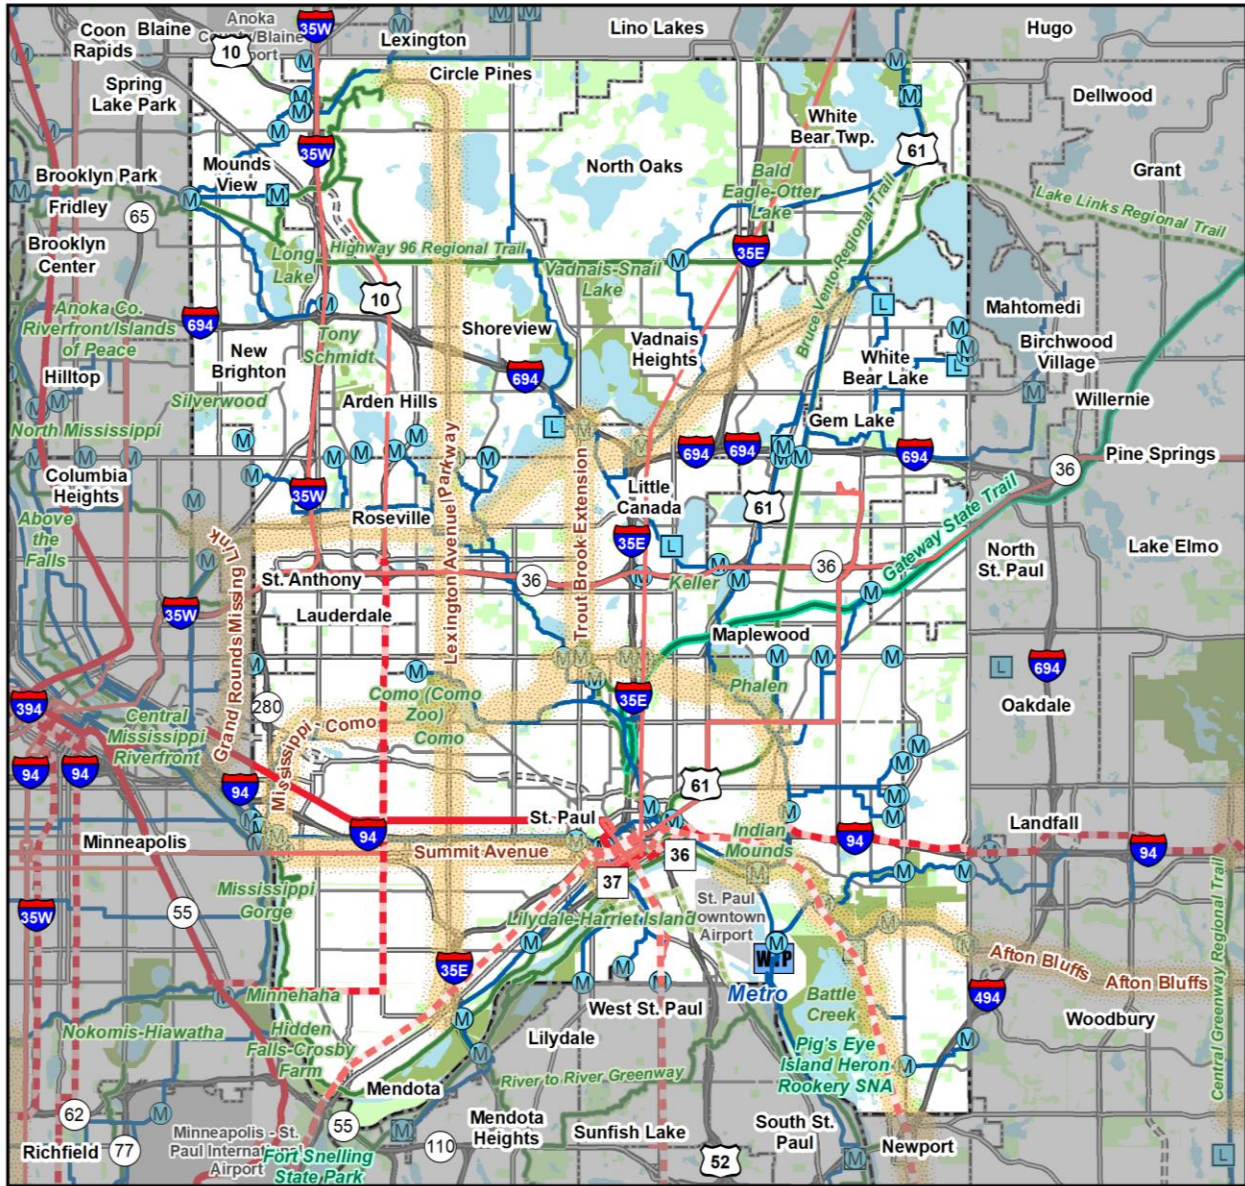 Coon
Rapids
Blaine
Anoka
County/Blaine
35W
10
Lexington
Lino Lakes
Hugo
Spring
Lake Park
Circle Pines
Dellwood
White
Bear Twp.
61
Mounds
View
35W
North Oaks
Bald
Eagle-Otter
Lake
Grant
Brooklyn Park
Fridley
65
Lake Links Regional Trail
Brooklyn
Center
Long
Lake
Highway 96 Regional Trail
Vadnais-Snail
Lake
35E
Bruce Vento Regional Trail
10
Anoka Co.
Riverfront/Islands
of Peace
694
Tony
Schmidt
Shoreview
Vadnais
Heights
Mahtomedi
Birchwood
Village
New
Brighton
694
White
Bear Lake
Hilltop
Silverwood
Arden Hills
Willernie
Gem Lake
North Mississippi
Lexington Avenue Parkway
Trout Brook Extension
694
694
694
36
Pine Springs
Columbia
Heights
35W
Roseville
Little
Canada
61
Gateway State Trail
Above
the
Falls
Grand Rounds Missing Link
35E
North
St. Paul
Lake Elmo
St. Anthony
36
Keller
36
35W
Lauderdale
Maplewood
694
Oakdale
Phalen
35E
394
280
Como (Como
Zoo)
Como
Mississippi - Como
Central
Mississippi
Riverfront
94
94
94
61
Minneapolis
94
St. Paul
Summit Avenue
Indian
Mounds
94
Landfall
94
36
37
Mississippi
Gorge
35W
55
Lilydale-Harriet Island
St. Paul
Downtown
Airport
Central Greenway Regional Trail
35E
Metro
Afton Bluffs
Afton Bluffs
494
Minnehaha
West St. Paul
Battle
Creek
Woodbury
Nokomis-Hiawatha
Hidden
Falls-Crosby
Farm
Lilydale
Pig's Eye
Island Heron
Rookery SNA
River to River Greenway
Mendota
62
55
Mendota
Heights
Sunfish Lake
South St.
Paul
Newport
Richfield
77
Minneapolis - St.
Paul International
Airport
110
52
Fort Snelling
State Park